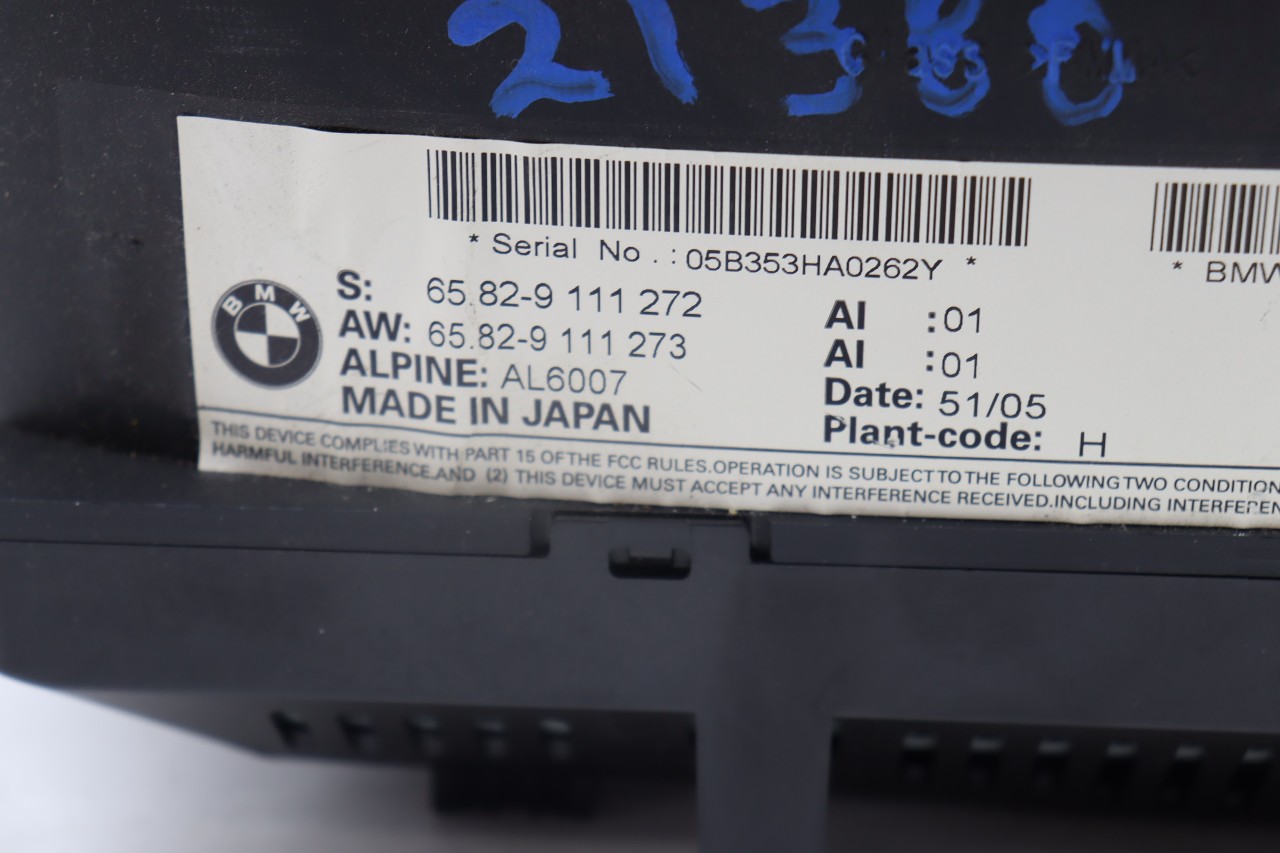 21380
* Serial No.: 05B353HA0262Y *
* BMW
BMW
S: 65.82-9 111 272
AI :01
AW: 65.82-9 111 273
AI :01
ALPINE: AL6007
Date: 51/05
MADE IN JAPAN
Plant-code: H
THIS DEVICE COMPLIES WITH PART 15 OF THE FCC RULES.OPERATION IS SUBJECT TO THE FOLLOWING TWO CONDITION
HARMFUL INTERFERENCE,AND (2) THIS DEVICE MUST ACCEPT ANY INTERFERENCE RECEIVED.INCLUDING INTERFEREN